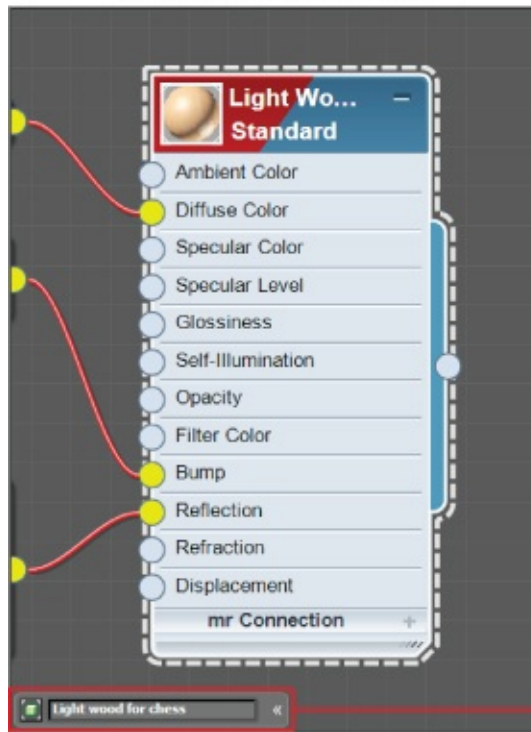 Light Wo...
Standard
Ambient Color
Diffuse Color
Specular Color
Specular Level
Glossiness
Self-Illumination
Opacity
Filter Color
Bump
Reflection
Refraction
Displacement
mr Connection
Light wood for chess